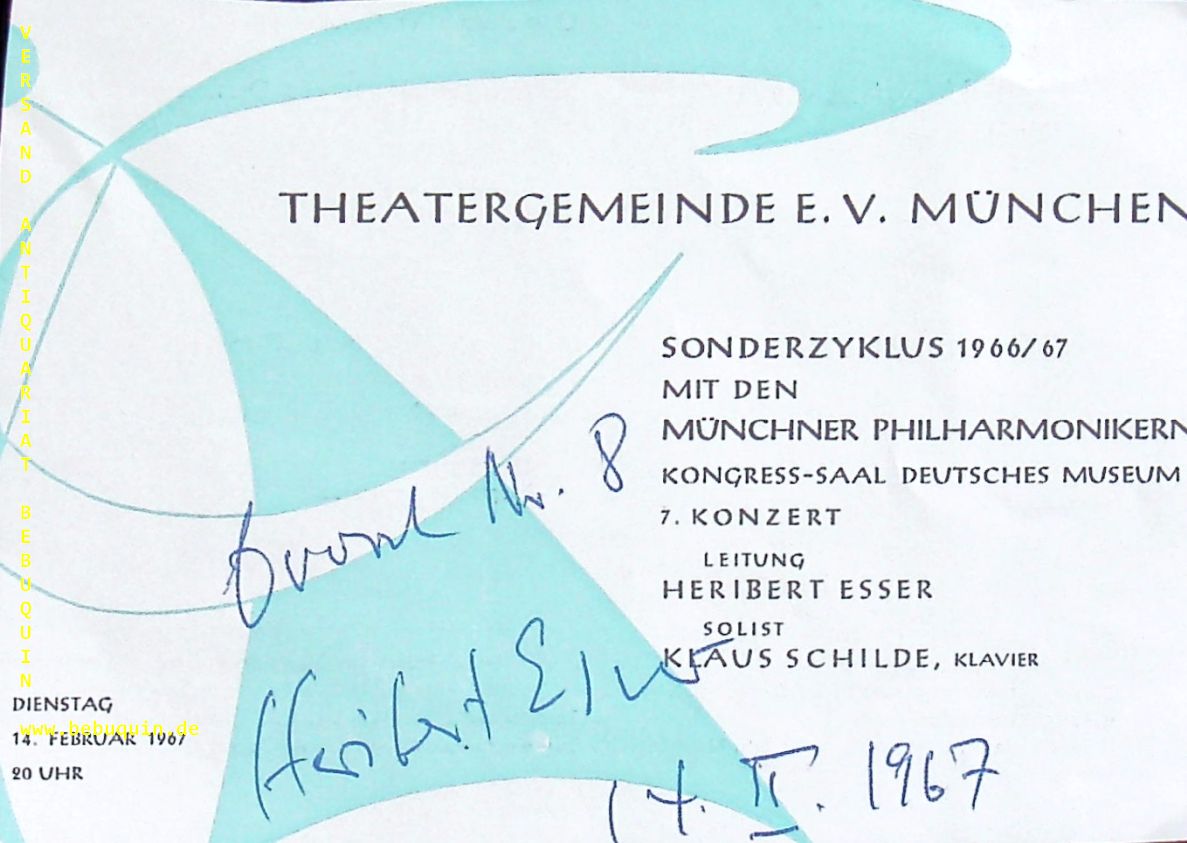 THEATERGEMEINDE E. V. MÜNCHEN
SONDERZYKLUS 1966/67
MIT DEN
MÜNCHNER PHILHARMONIKERN
KONGRESS-SAAL DEUTSCHES MUSEUM
7. KONZERT
LEITUNG
HERIBERT ESSER
SOLIST
KLAUS SCHILDE, KLAVIER
Dvorak Nr. 8
Heribert Esser
14. II. 1967
DIENSTAG
14. FEBRUAR 1967
20 UHR
VERSAND ANTIQUARIAT BEBUQUIN
www.bebuquin.de